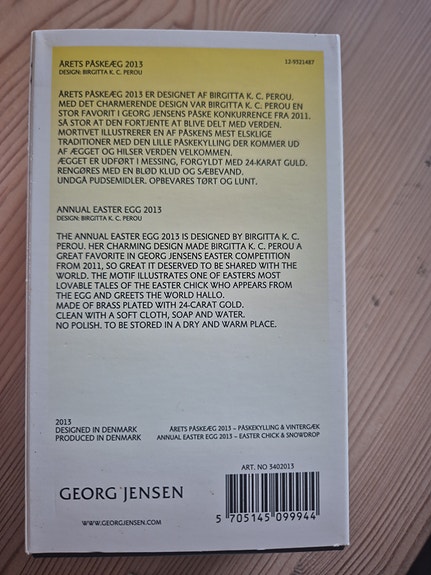 ÅRETS PÅSKEÆG 2013
12-9321487
DESIGN: BIRGITTA K. C. PEROU
ÅRETS PÅSKEÆG 2013 ER DESIGNET AF BIRGITTA K. C. PEROU.
MED DET CHARMERENDE DESIGN VAR BIRGITTA K. C. PEROU EN
STOR FAVORIT I GEORG JENSENS PÅSKE KONKURRENCE FRA 2011.
SÅ STOR AT DEN FORTJENTE AT BLIVE DELT MED VERDEN.
MORTIVET ILLUSTRERER EN AF PÅSKENS MEST ELSKLIGE
TRADITIONER MED DEN LILLE PÅSKEKYLLING DER KOMMER UD
AF ÆGGET OG HILSER VERDEN VELKOMMEN.
ÆGGET ER UDFØRT I MESSING, FORGYLDT MED 24-KARAT GULD.
RENGØRES MED EN BLØD KLUD OG SÆBEVAND.
UNDGÅ PUDSEMIDLER. OPBEVARES TØRT OG LUNT.
ANNUAL EASTER EGG 2013
DESIGN: BIRGITTA K. C. PEROU
THE ANNUAL EASTER EGG 2013 IS DESIGNED BY BIRGITTA K. C.
PEROU. HER CHARMING DESIGN MADE BIRGITTA K. C. PEROU A
GREAT FAVORITE IN GEORG JENSENS EASTER COMPETITION
FROM 2011, SO GREAT IT DESERVED TO BE SHARED WITH THE
WORLD. THE MOTIF ILLUSTRATES ONE OF EASTERS MOST
LOVABLE TALES OF THE EASTER CHICK WHO APPEARS FROM
THE EGG AND GREETS THE WORLD HALLO.
MADE OF BRASS PLATED WITH 24-CARAT GOLD.
CLEAN WITH A SOFT CLOTH, SOAP AND WATER.
NO POLISH. TO BE STORED IN A DRY AND WARM PLACE.
2013
DESIGNED IN DENMARK
PRODUCED IN DENMARK
ÅRETS PÅSKEÆG 2013 – PÅSKEKYLLING & VINTERGÆK
ANNUAL EASTER EGG 2013 – EASTER CHICK & SNOWDROP
ART. NO 3402013
GEORG JENSEN
WWW.GEORGJENSEN.COM
5 705145 099944